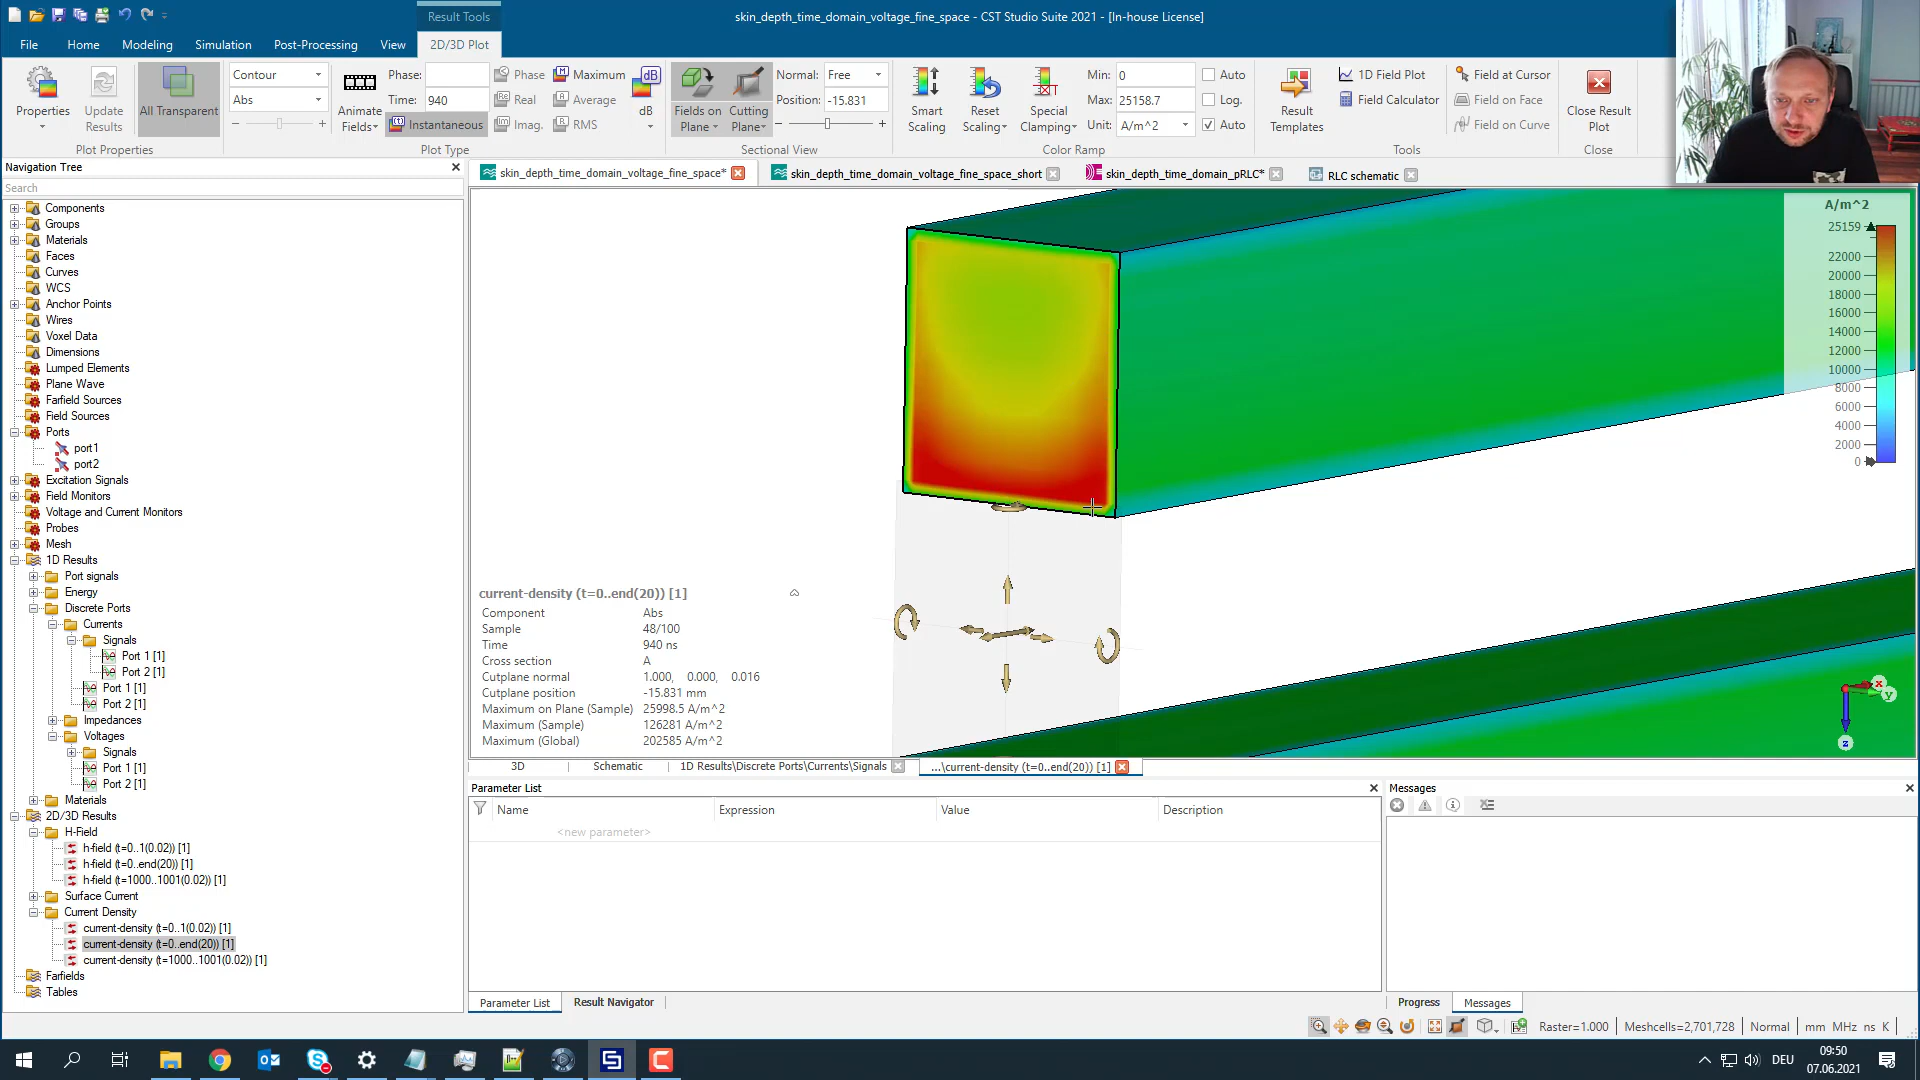 Result Tools
skin_depth_time_domain_voltage_fine_space - CST Studio Suite 2021 - [In-house License]
File Home Modeling Simulation Post-Processing View 2D/3D Plot
Properties
Update Results
All Transparent
Contour
Abs
Plot Properties
Animate Fields
Phase:
Time: 940
Instantaneous
Phase
Real
Imag.
Maximum
Average
RMS
dB
dB
Plot Type
Fields on Plane
Cutting Plane
Normal: Free
Position: -15.831
Sectional View
Smart Scaling
Reset Scaling
Special Clamping
Min: 0
Max: 25158.7
Unit: A/m^2
Auto
Log.
Auto
Color Ramp
Result Templates
1D Field Plot
Field Calculator
Field at Cursor
Field on Face
Field on Curve
Tools
Close Result Plot
Close
Navigation Tree
Search
Components
Groups
Materials
Faces
Curves
WCS
Anchor Points
Wires
Voxel Data
Dimensions
Lumped Elements
Plane Wave
Farfield Sources
Field Sources
Ports
port1
port2
Excitation Signals
Field Monitors
Voltage and Current Monitors
Probes
Mesh
1D Results
Port signals
Energy
Discrete Ports
Currents
Signals
Port 1 [1]
Port 2 [1]
Port 1 [1]
Port 2 [1]
Impedances
Voltages
Signals
Port 1 [1]
Port 2 [1]
Materials
2D/3D Results
H-Field
h-field (t=0..1(0.02)) [1]
h-field (t=0..end(20)) [1]
h-field (t=1000..1001(0.02)) [1]
Surface Current
Current Density
current-density (t=0..1(0.02)) [1]
current-density (t=0..end(20)) [1]
current-density (t=1000..1001(0.02)) [1]
Farfields
Tables
skin_depth_time_domain_voltage_fine_space* skin_depth_time_domain_voltage_fine_space_short skin_depth_time_domain_pRLC* RLC schematic
A/m^2
25159
22000
20000
18000
16000
14000
12000
10000
8000
6000
4000
2000
0
current-density (t=0..end(20)) [1]
Component Abs
Sample 48/100
Time 940 ns
Cross section A
Cutplane normal 1.000, 0.000, 0.016
Cutplane position -15.831 mm
Maximum on Plane (Sample) 25998.5 A/m^2
Maximum (Sample) 126281 A/m^2
Maximum (Global) 202585 A/m^2
x
y
z
3D Schematic 1D Results\Discrete Ports\Currents\Signals ...\current-density (t=0..end(20)) [1]
Parameter List
Name Expression Value Description
<new parameter>
Messages
Parameter List Result Navigator
Progress Messages
Raster=1.000 Meshcells=2,701,728 Normal mm MHz ns K
DEU
09:50
07.06.2021